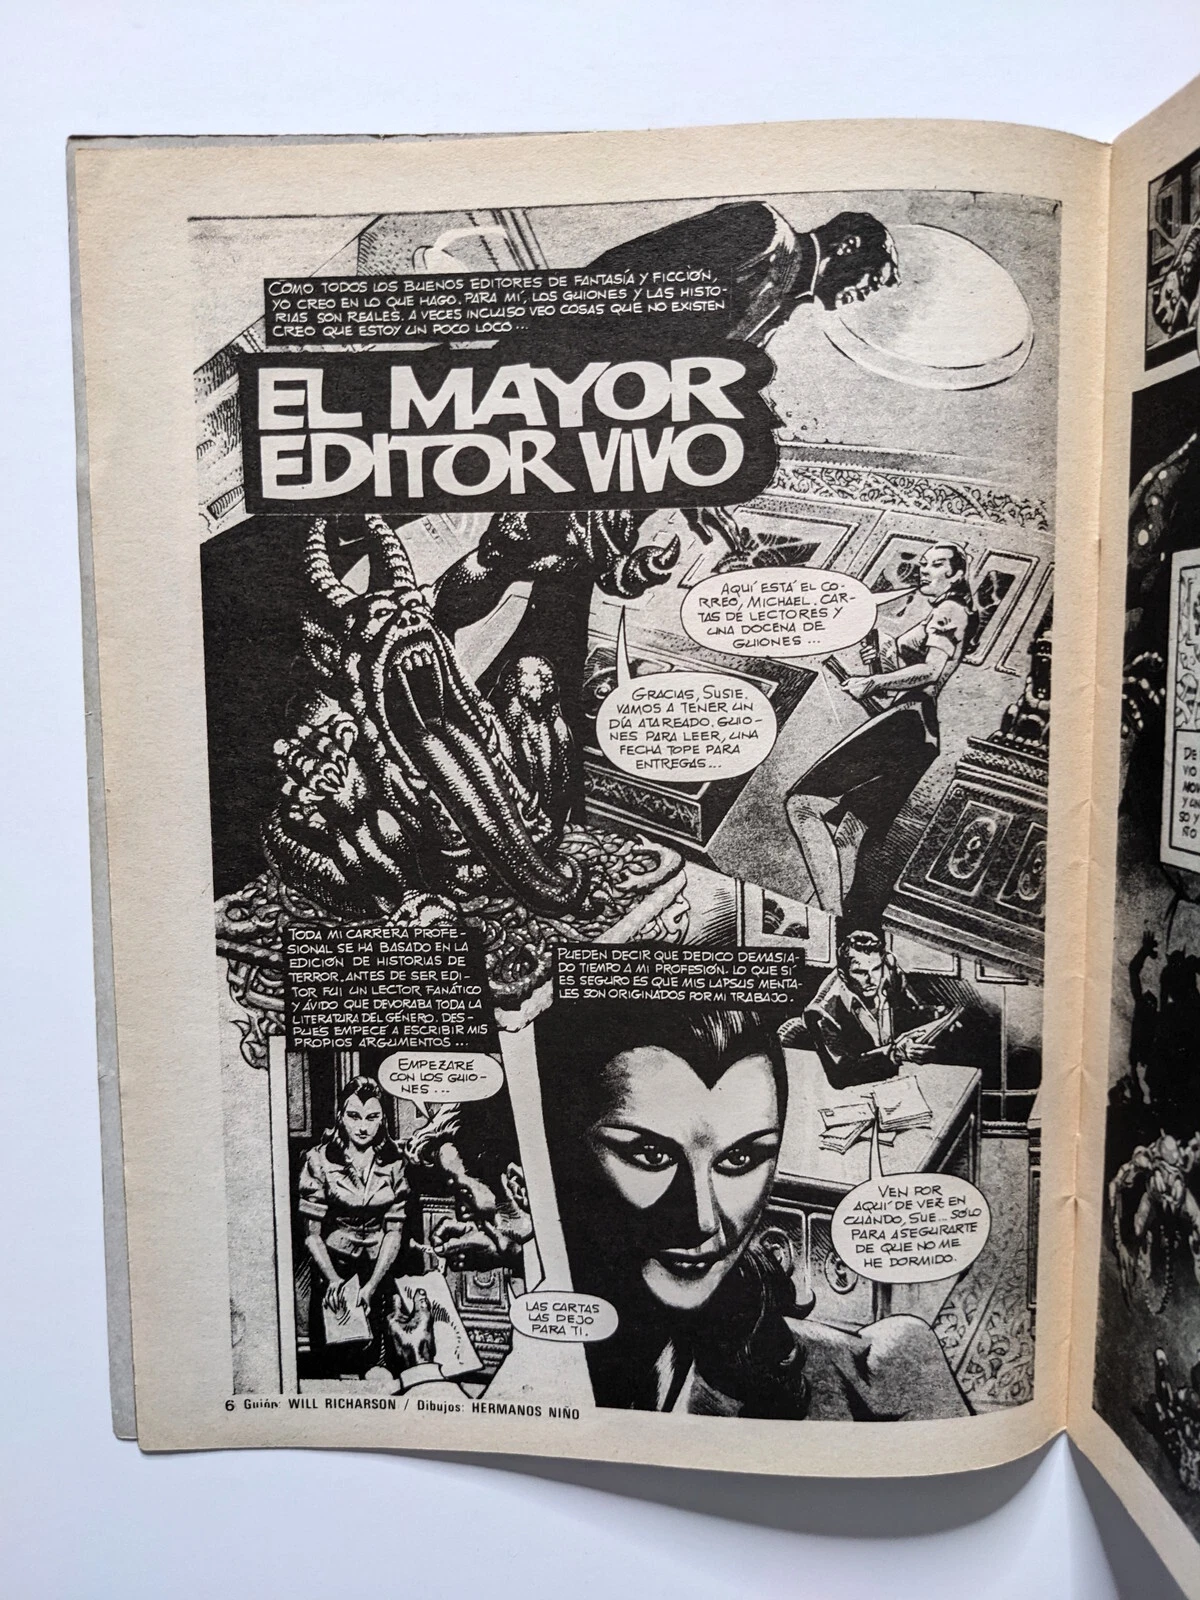 COMO TODOS LOS BUENOS EDITORES DE FANTASÍA Y FICCIÓN,
YO CREO EN LO QUE HAGO. PARA MÍ, LOS GUIONES Y LAS HISTO-
RIAS SON REALES. A VECES INCLUSO VEO COSAS QUE NO EXISTEN
CREO QUE ESTOY UN POCO LOCO...
EL MAYOR
EDITOR VIVO
AQUÍ ESTÁ EL CO-
RREO, MICHAEL. CAR-
TAS DE LECTORES Y
UNA DOCENA DE
GUIONES...
GRACIAS, SUSIE.
VAMOS A TENER UN
DÍA ATAREADO. GUIO-
NES PARA LEER, UNA
FECHA TOPE PARA
ENTREGAS...
TODA MI CARRERA PROFE-
SIONAL SE HA BASADO EN LA
EDICIÓN DE HISTORIAS DE
TERROR. ANTES DE SER EDI-
TOR FUI UN LECTOR FANÁTICO
Y ÁVIDO QUE DEVORABA TODA LA
LITERATURA DEL GÉNERO. DES-
PUÉS EMPECÉ A ESCRIBIR MIS
PROPIOS ARGUMENTOS...
PUEDEN DECIR QUE DEDICO DEMASIA-
DO TIEMPO A MI PROFESIÓN. LO QUE SÍ
ES SEGURO ES QUE MIS LAPSUS MENTA-
LES SON ORIGINADOS POR MI TRABAJO.
EMPEZARÉ
CON LOS GUIO-
NES...
LAS CARTAS
LAS DEJO
PARA TI.
VEN POR
AQUÍ DE VEZ EN
CUÁNDO, SUE... SÓLO
PARA ASEGURARTE
DE QUE NO ME
HE DORMIDO.
6 Guión: WILL RICHARSON / Dibujos: HERMANOS NIÑO
DE